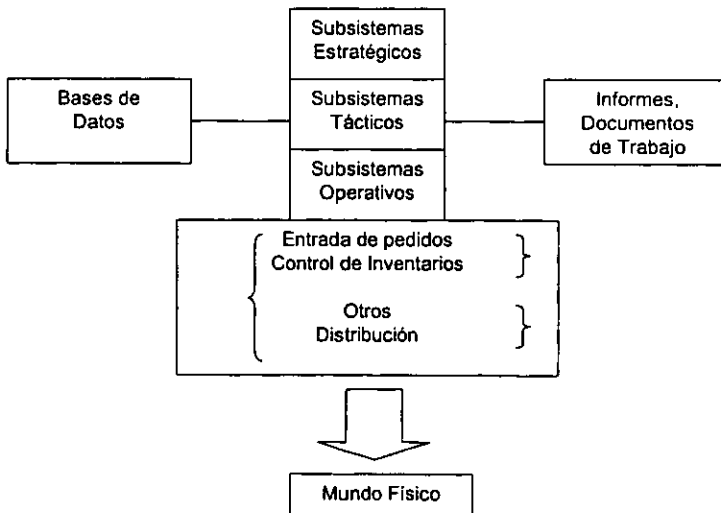 Subsistemas
Estratégicos
Bases de
Datos
Subsistemas
Tácticos
Informes,
Documentos
de Trabajo
Subsistemas
Operativos
Entrada de pedidos
Control de Inventarios
Otros
Distribución
Mundo Físico